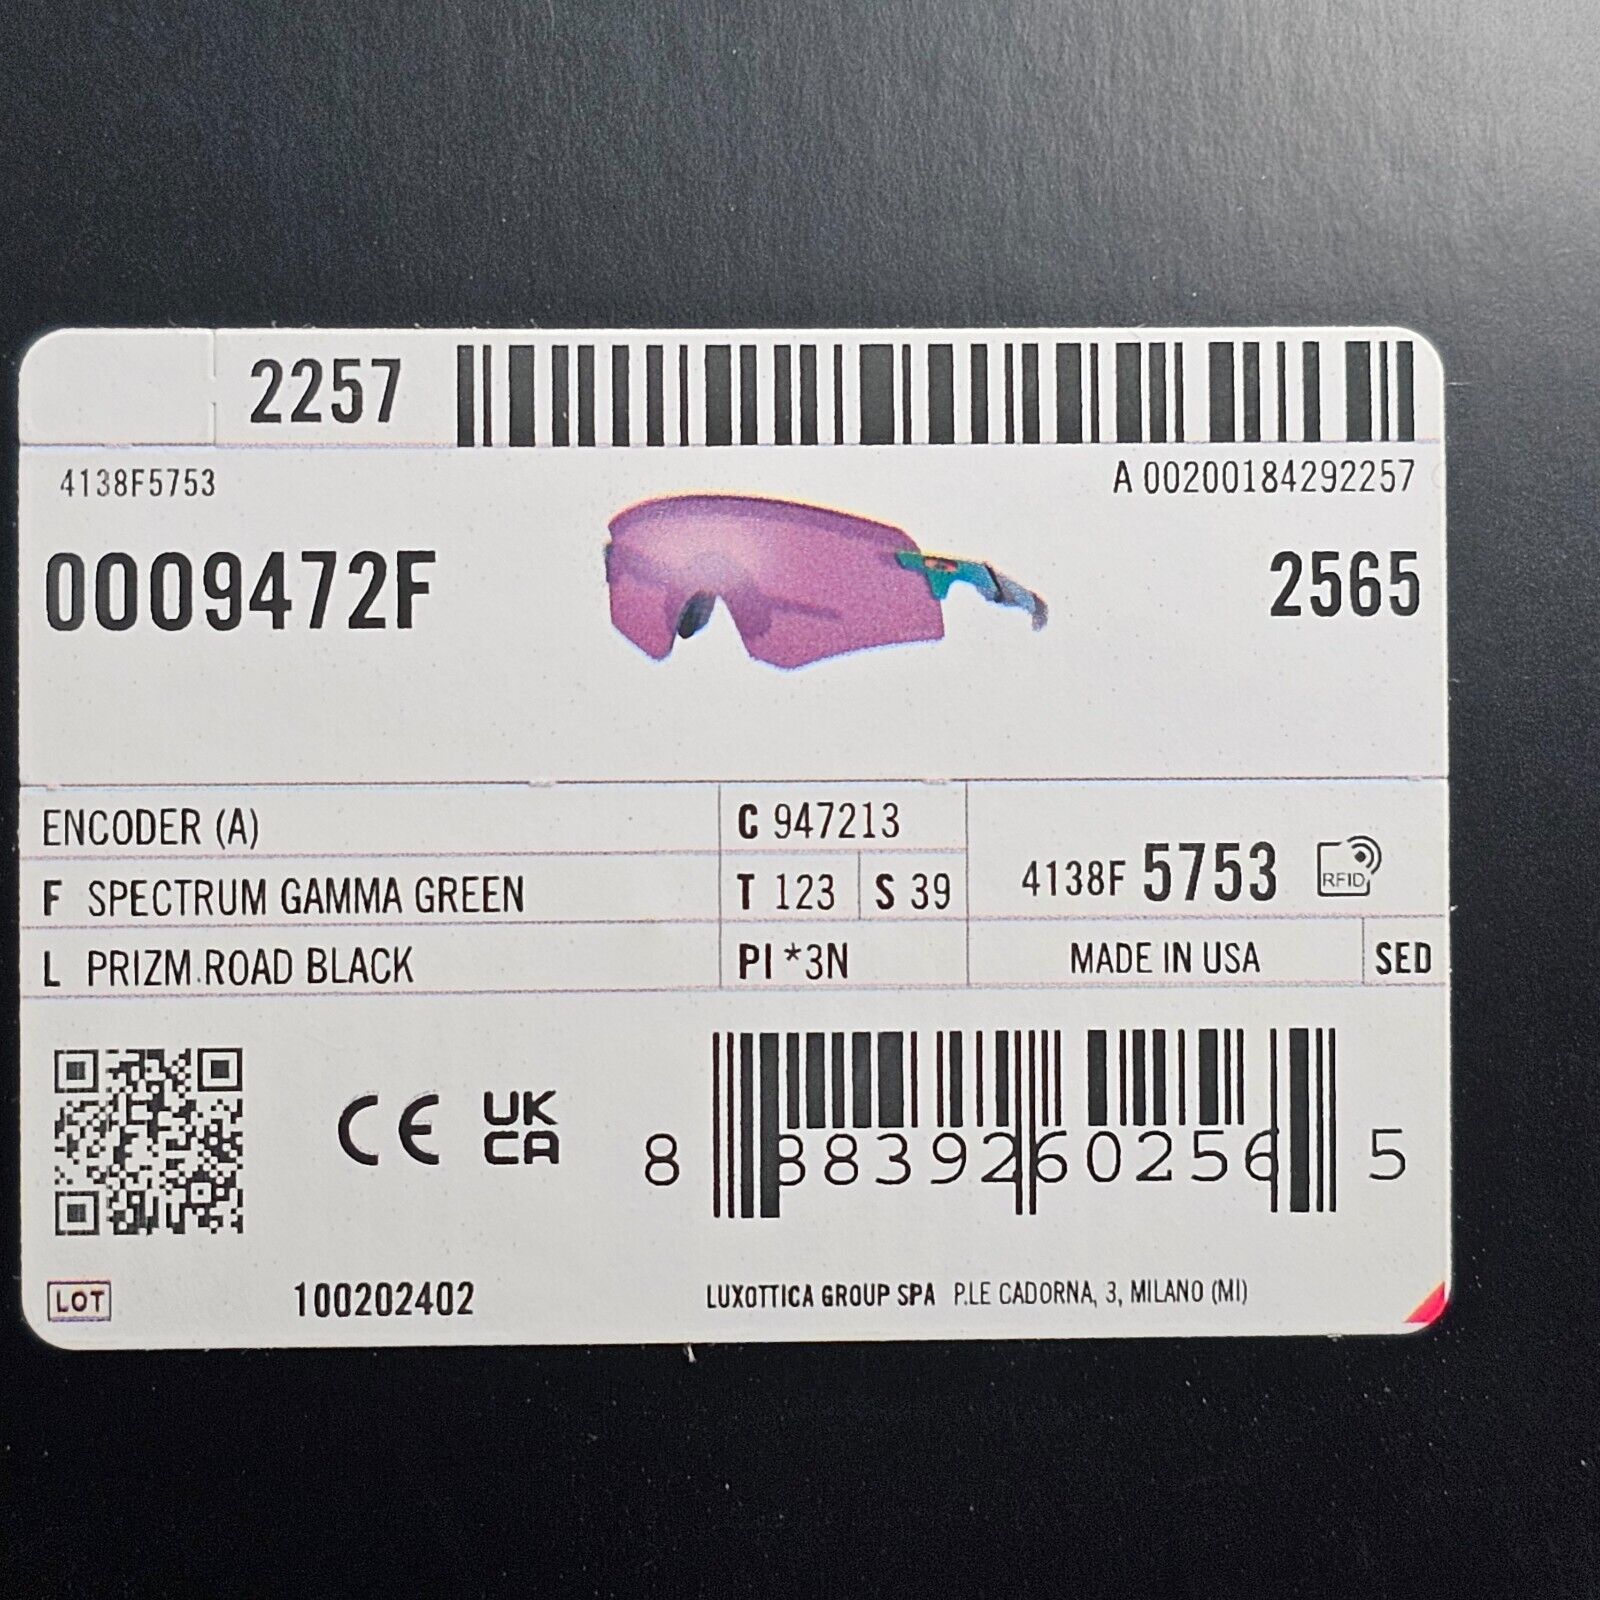 2257
4138F5753
A 00200184292257
0009472F
2565
ENCODER (A)
C 947213
F SPECTRUM GAMMA GREEN
T 123
S 39
4138F 5753
RFID
L PRIZM ROAD BLACK
PI *3N
MADE IN USA
SED
CE
UK
CA
8 883926 02565
LOT
100202402
LUXOTTICA GROUP SPA P.LE CADORNA, 3, MILANO (MI)